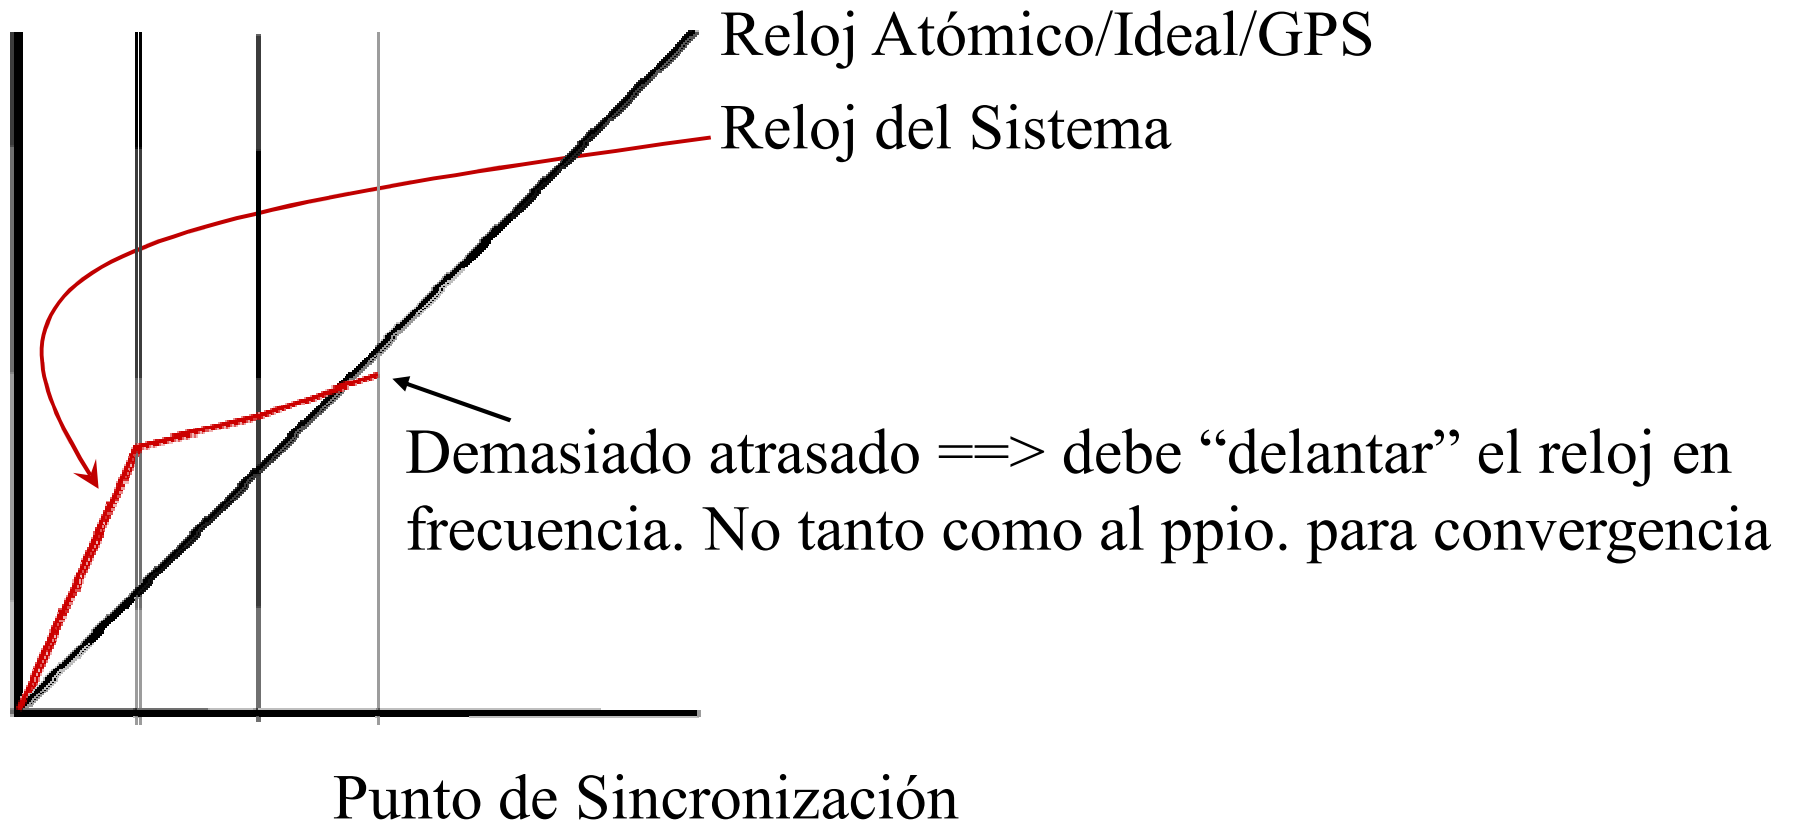 Reloj Atómico/Ideal/GPS
Reloj del Sistema
Demasiado atrasado ==> debe “delantar” el reloj en
frecuencia. No tanto como al ppio. para convergencia
Punto de Sincronización